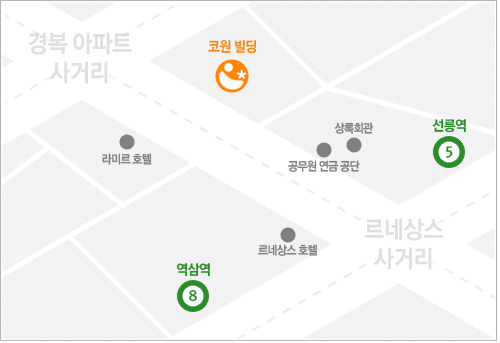 경복 아파트
사거리
코원 빌딩
상록회관
선릉역
5
라미르 호텔
공무원 연금 공단
르네상스
사거리
르네상스 호텔
역삼역
8